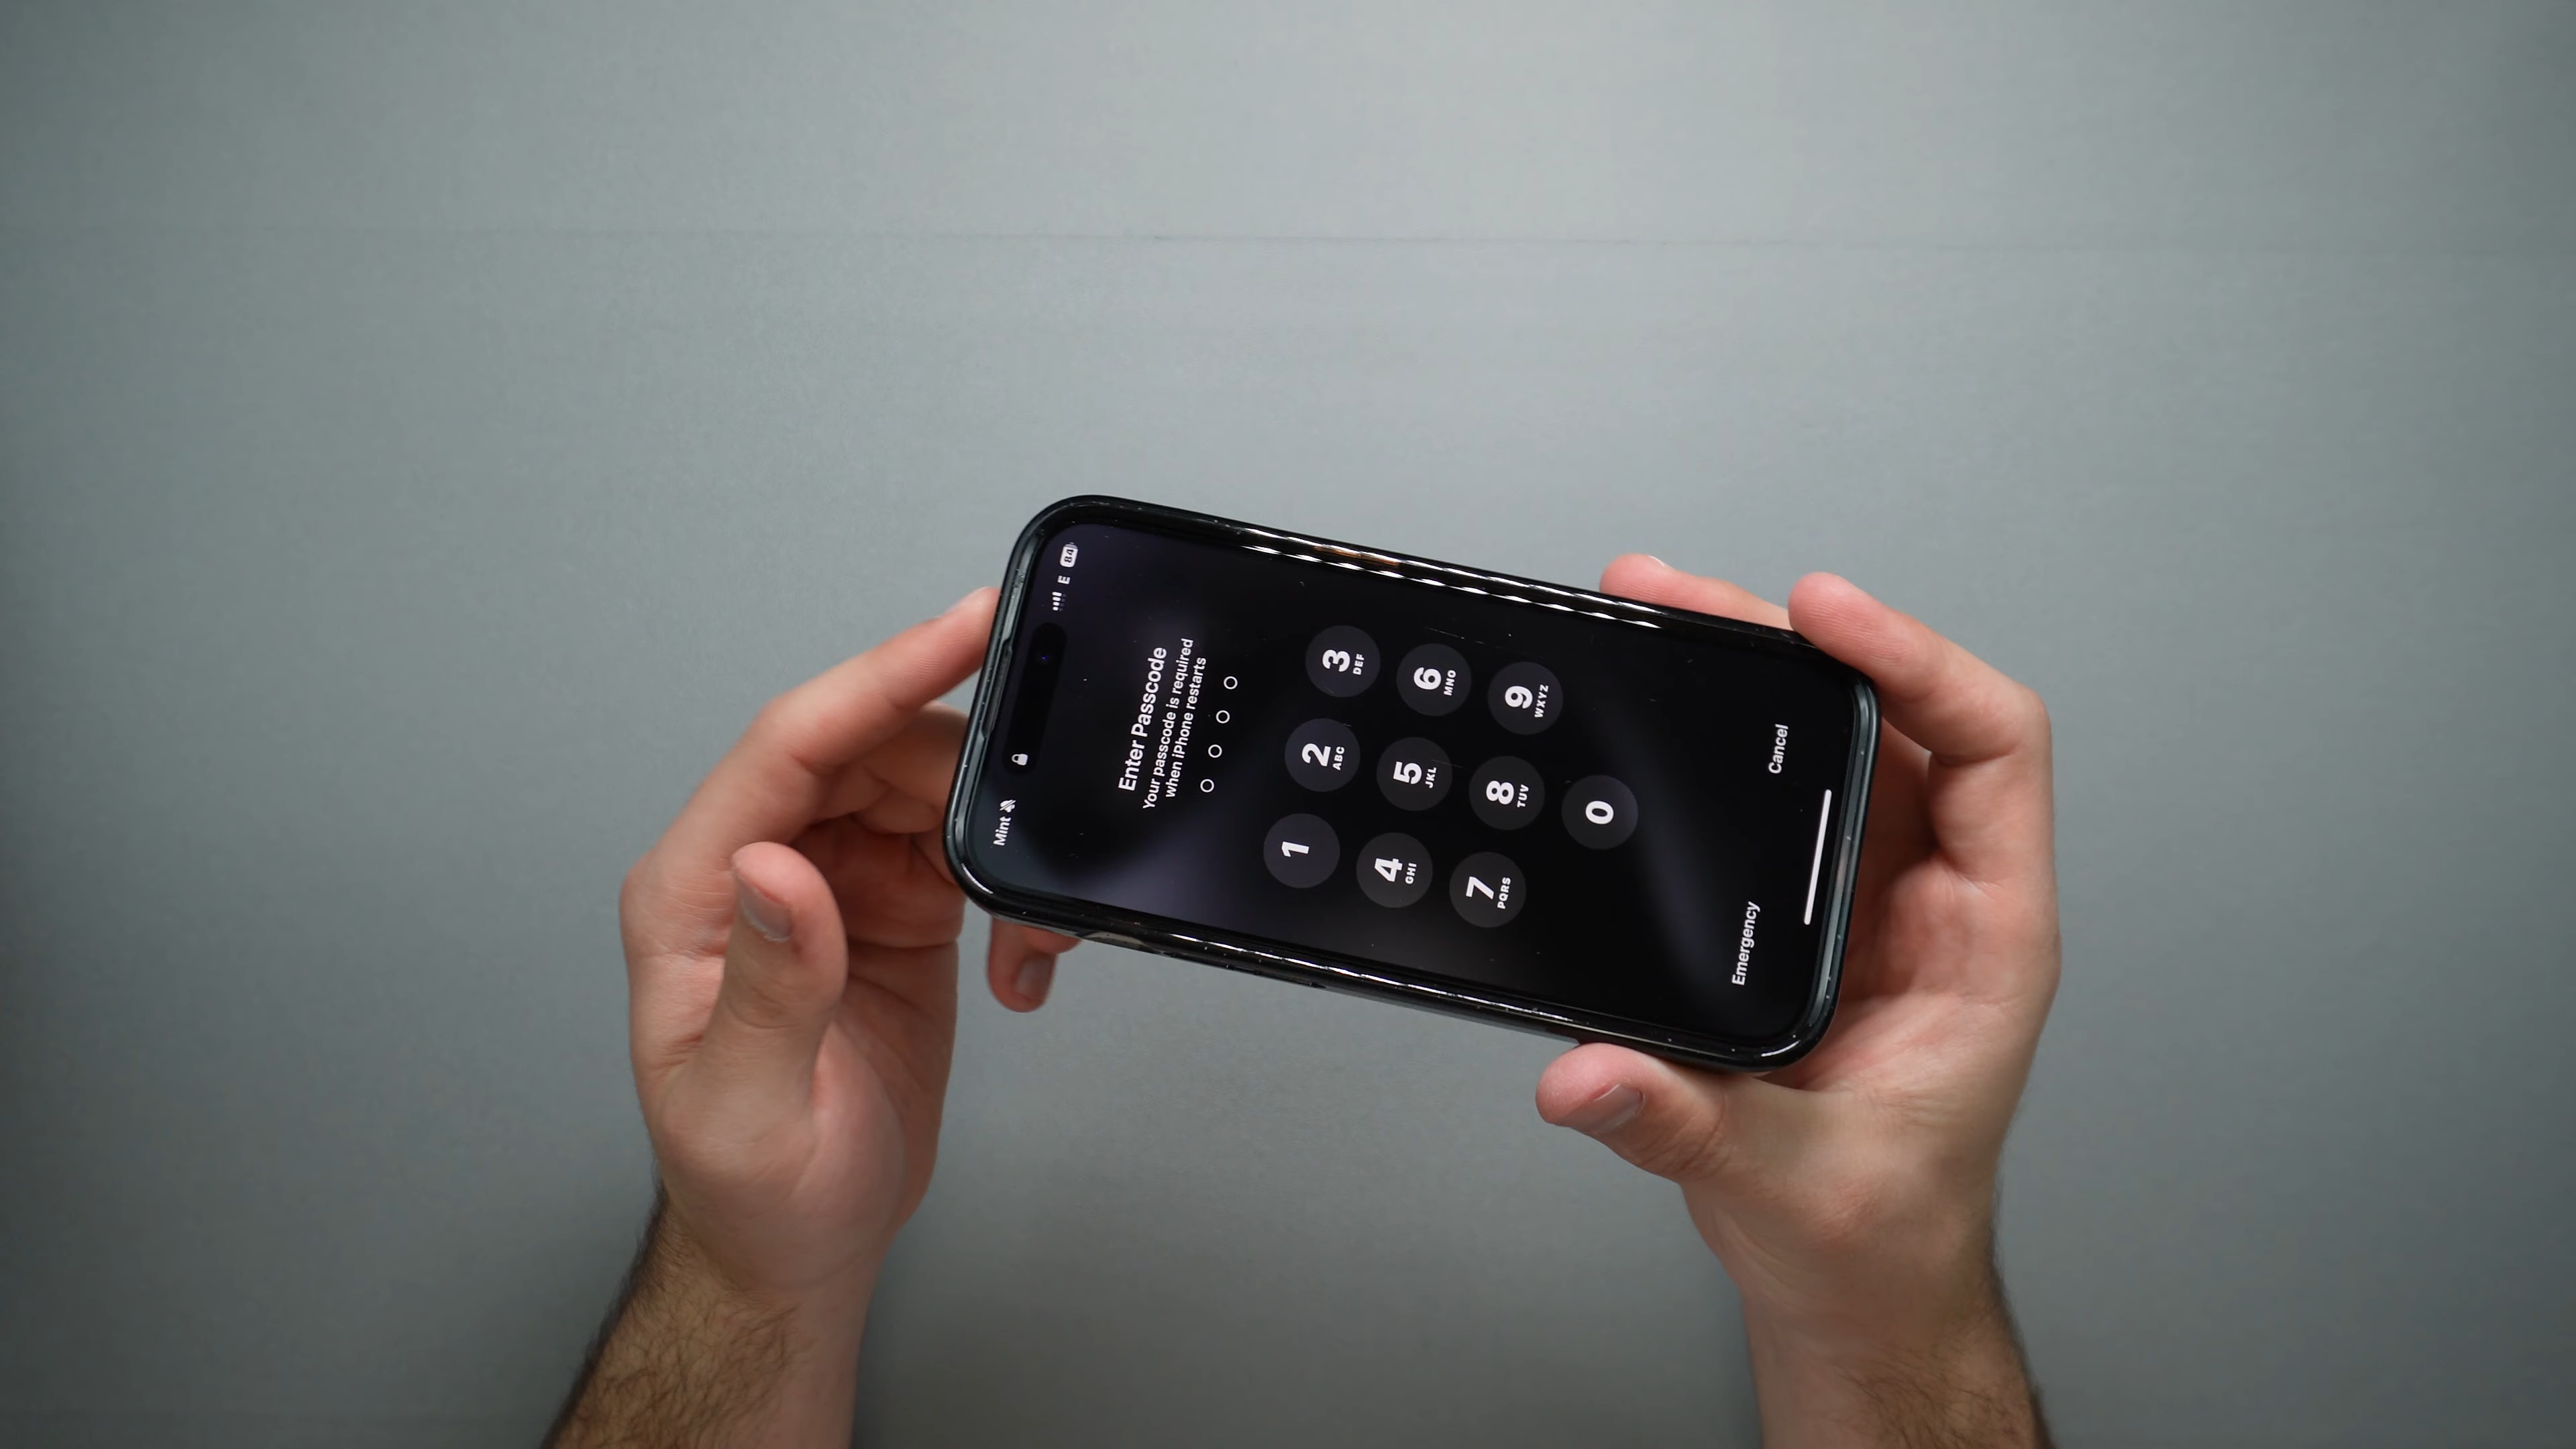 Mint
E 84
Enter Passcode
Your passcode is required
when iPhone restarts
1
2 ABC
3 DEF
4 GHI
5 JKL
6 MNO
7 PQRS
8 TUV
9 WXYZ
0
Emergency
Cancel